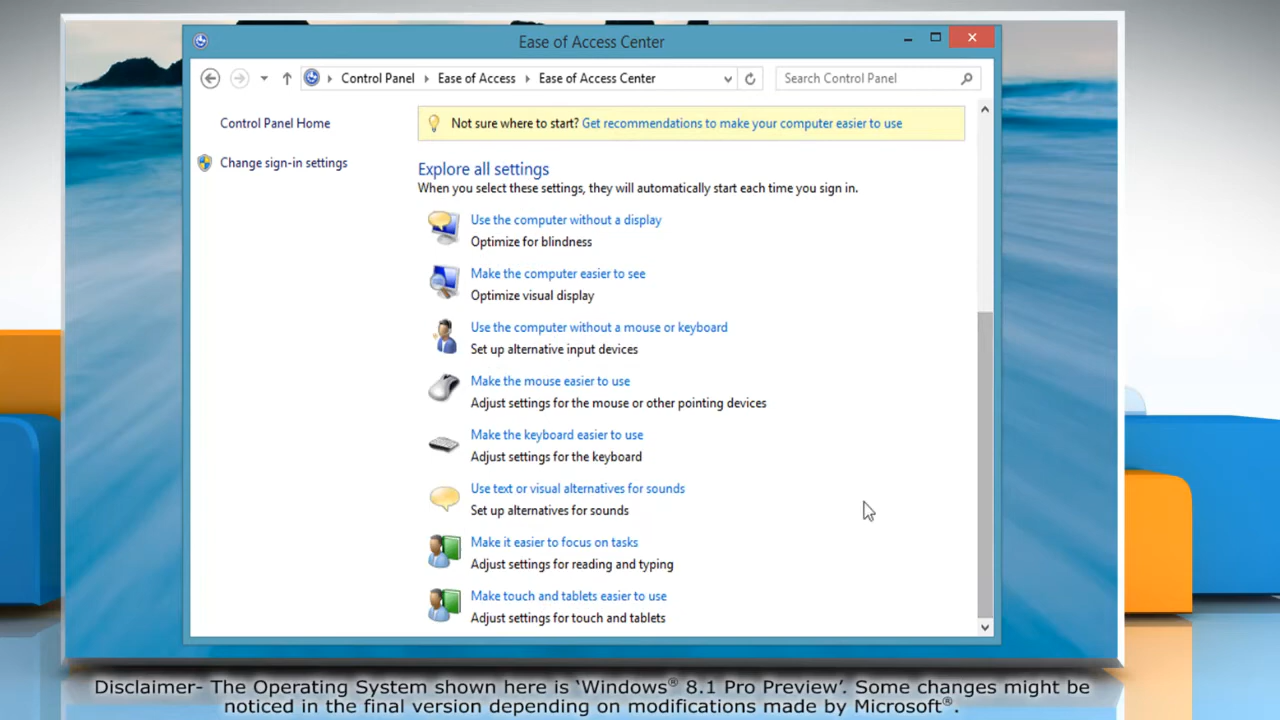 Ease of Access Center
Control Panel Ease of Access Ease of Access Center
Search Control Panel
Control Panel Home
Change sign-in settings
Not sure where to start? Get recommendations to make your computer easier to use
Explore all settings
When you select these settings, they will automatically start each time you sign in.
Use the computer without a display
Optimize for blindness
Make the computer easier to see
Optimize visual display
Use the computer without a mouse or keyboard
Set up alternative input devices
Make the mouse easier to use
Adjust settings for the mouse or other pointing devices
Make the keyboard easier to use
Adjust settings for the keyboard
Use text or visual alternatives for sounds
Set up alternatives for sounds
Make it easier to focus on tasks
Adjust settings for reading and typing
Make touch and tablets easier to use
Adjust settings for touch and tablets
Disclaimer- The Operating System shown here is ‘Windows® 8.1 Pro Preview’. Some changes might be
noticed in the final version depending on modifications made by Microsoft®.